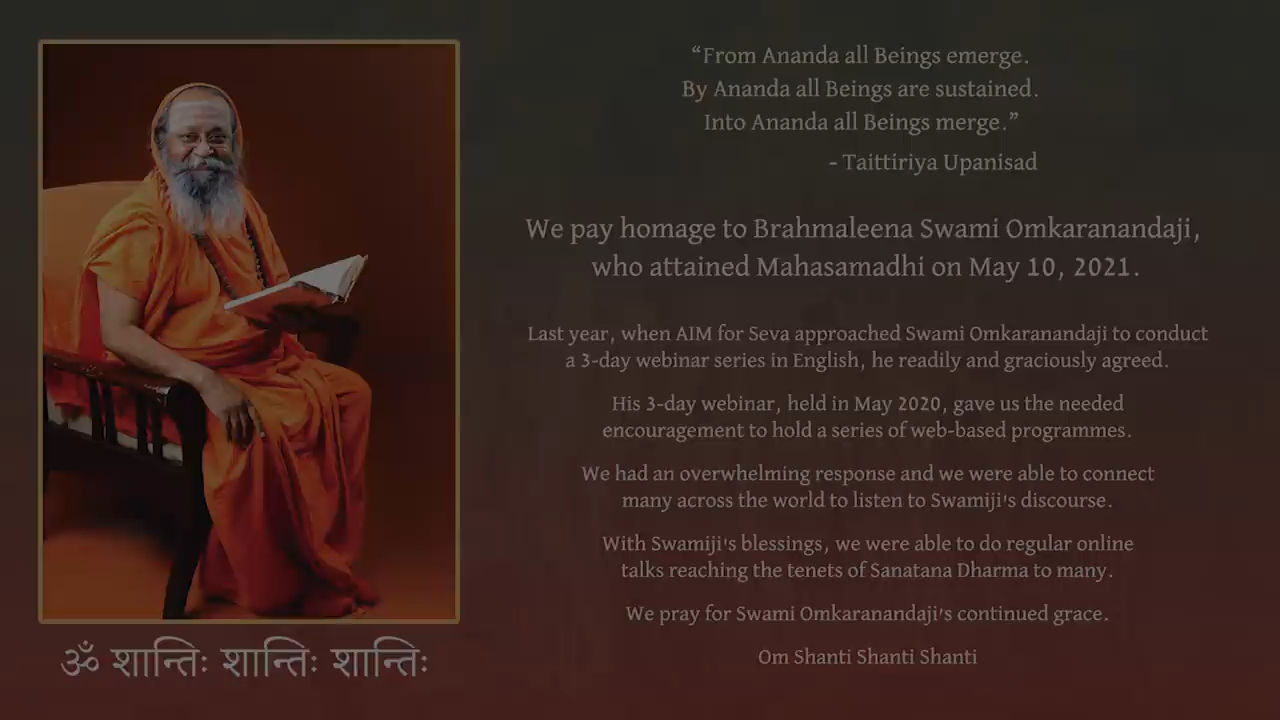 “From Ananda all Beings emerge.
By Ananda all Beings are sustained.
Into Ananda all Beings merge.”
- Taittiriya Upanisad
We pay homage to Brahmaleena Swami Omkaranandaji,
who attained Mahasamadhi on May 10, 2021.
Last year, when AIM for Seva approached Swami Omkaranandaji to conduct
a 3-day webinar series in English, he readily and graciously agreed.
His 3-day webinar, held in May 2020, gave us the needed
encouragement to hold a series of web-based programmes.
We had an overwhelming response and we were able to connect
many across the world to listen to Swamiji's discourse.
With Swamiji's blessings, we were able to do regular online
talks reaching the tenets of Sanatana Dharma to many.
We pray for Swami Omkaranandaji's continued grace.
Om Shanti Shanti Shanti
ॐ शान्तिः शान्तिः शान्तिः